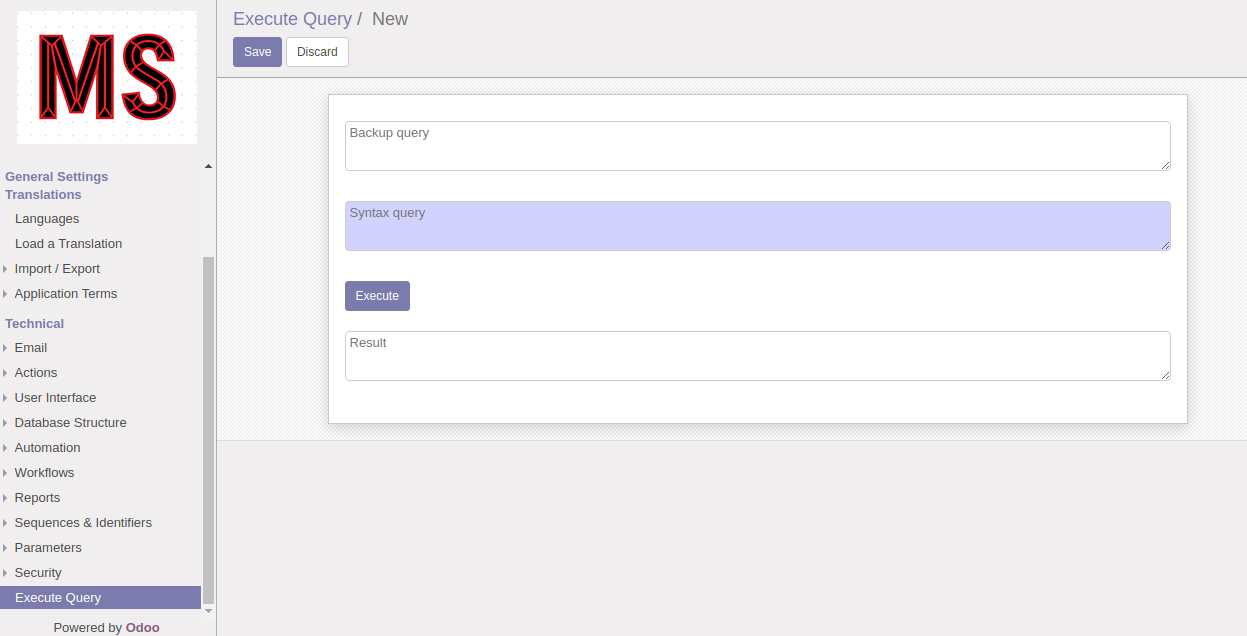 MS
General Settings
Translations
Languages
Load a Translation
Import / Export
Application Terms
Technical
Email
Actions
User Interface
Database Structure
Automation
Workflows
Reports
Sequences & Identifiers
Parameters
Security
Execute Query
Powered by Odoo
Execute Query / New
Save Discard
Backup query
Syntax query
Execute
Result